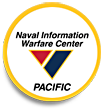 Naval Information
Warfare Center
PACIFIC